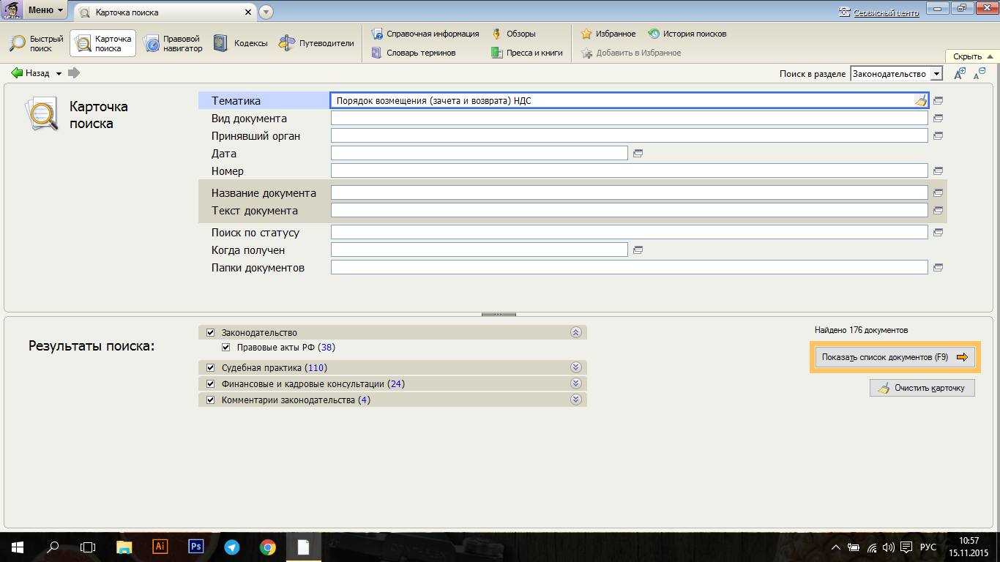 Меню
Карточка поиска
Сервисный центр
Быстрый
поиск
Карточка
поиска
Правовой
навигатор
Кодексы
Путеводители
Справочная информация
Словарь терминов
Обзоры
Пресса и книги
Избранное
История поисков
Добавить в Избранное
Скрыть
Назад
Поиск в разделе
Законодательство
Карточка
поиска
Тематика
Порядок возмещения (зачета и возврата) НДС
Вид документа
Принявший орган
Дата
Номер
Название документа
Текст документа
Поиск по статусу
Когда получен
Папки документов
Результаты поиска:
Законодательство
Правовые акты РФ (38)
Судебная практика (110)
Финансовые и кадровые консультации (24)
Комментарии законодательства (4)
Найдено 176 документов
Показать список документов (F9)
Очистить карточку
Ai
Ps
РУС
10:57
15.11.2015